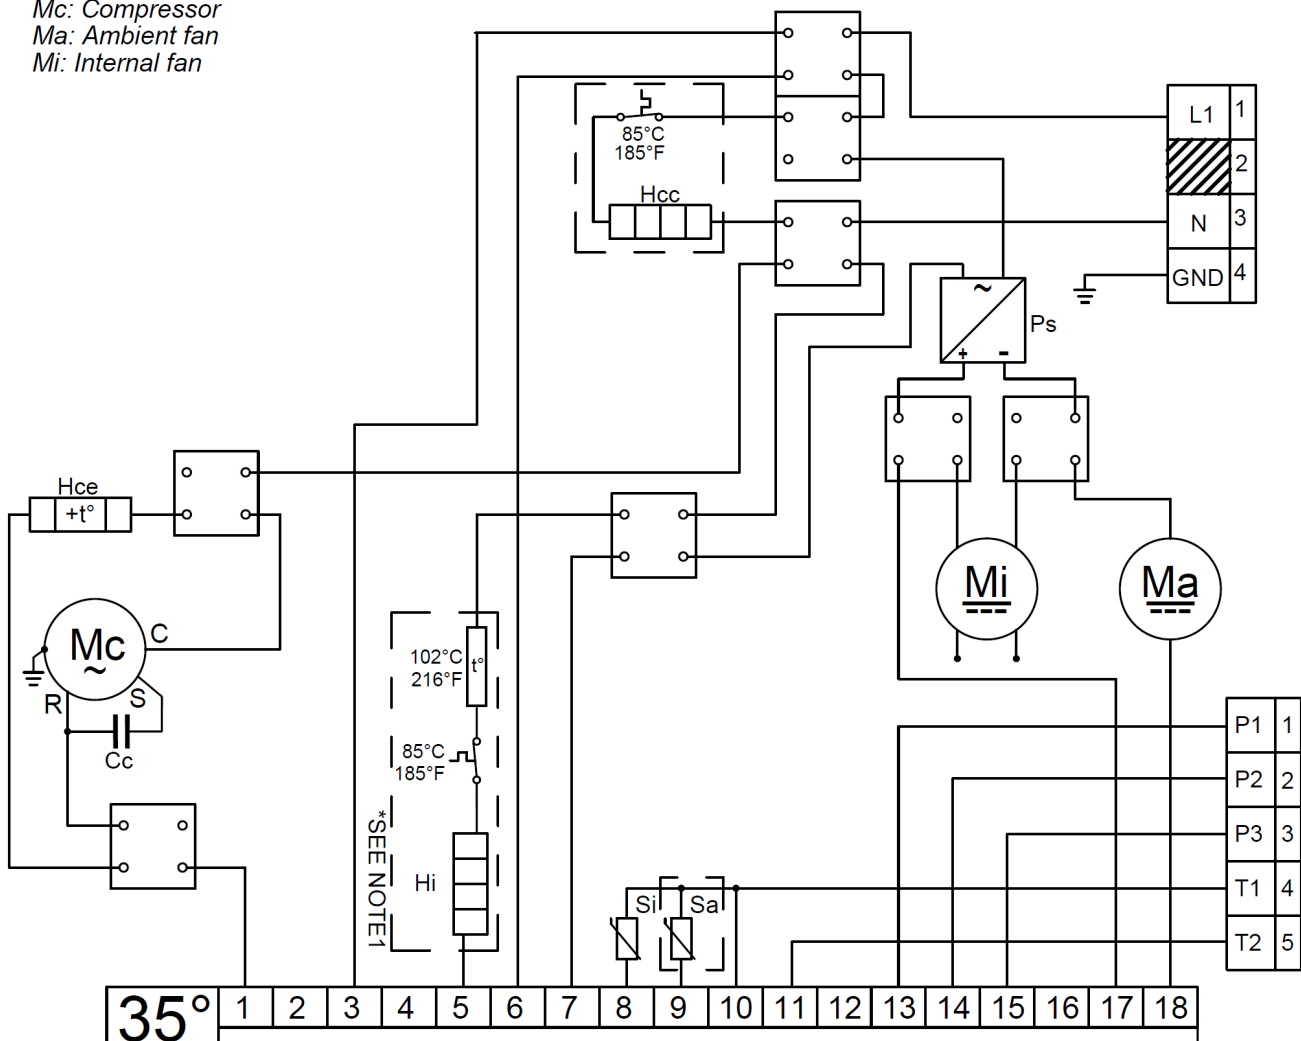 Mc: Compressor
Ma: Ambient fan
Mi: Internal fan
L1 1
2
N 3
GND 4
85°C
185°F
Hcc
~
Ps
+ -
Hce
+t°
Mc
~
C
R
S
Cc
Mi
Ma
102°C
216°F
t°
85°C
185°F
Hi
*SEE NOTE1
Si
Sa
P1 1
P2 2
P3 3
T1 4
T2 5
35° 1 2 3 4 5 6 7 8 9 10 11 12 13 14 15 16 17 18